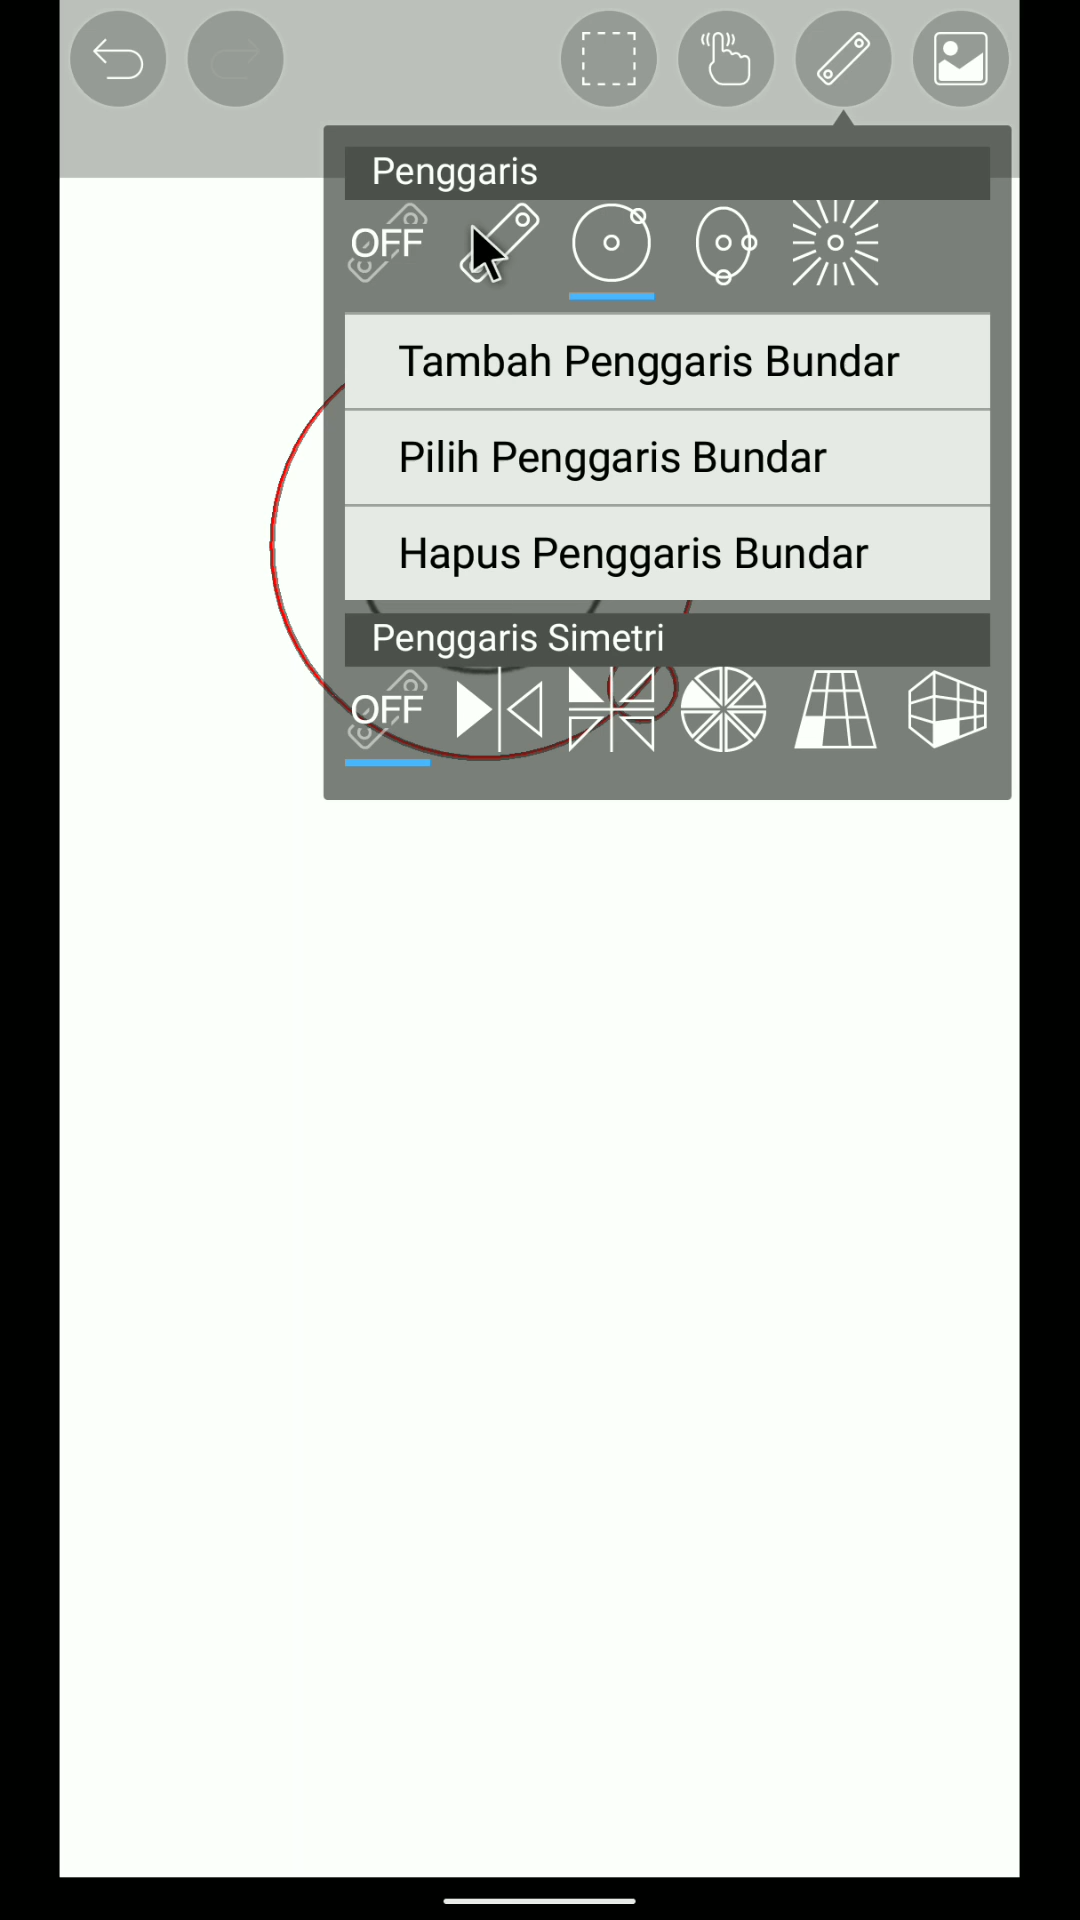 Penggaris
OFF
Tambah Penggaris Bundar
Pilih Penggaris Bundar
Hapus Penggaris Bundar
Penggaris Simetri
OFF